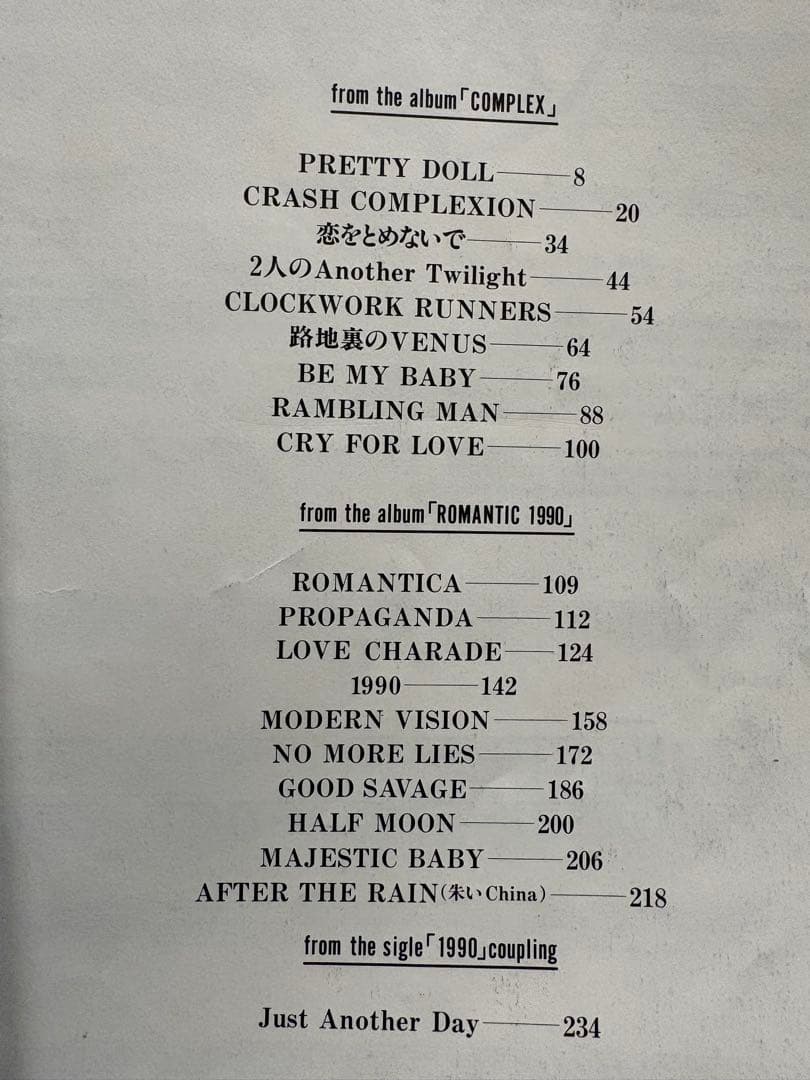 from the album「COMPLEX」
PRETTY DOLL——8
CRASH COMPLEXION——20
恋をとめないで——34
2人のAnother Twilight——44
CLOCKWORK RUNNERS——54
路地裏のVENUS——64
BE MY BABY——76
RAMBLING MAN——88
CRY FOR LOVE——100
from the album「ROMANTIC 1990」
ROMANTICA——109
PROPAGANDA——112
LOVE CHARADE——124
1990——142
MODERN VISION——158
NO MORE LIES——172
GOOD SAVAGE——186
HALF MOON——200
MAJESTIC BABY——206
AFTER THE RAIN(朱いChina)——218
from the sigle「1990」coupling
Just Another Day——234